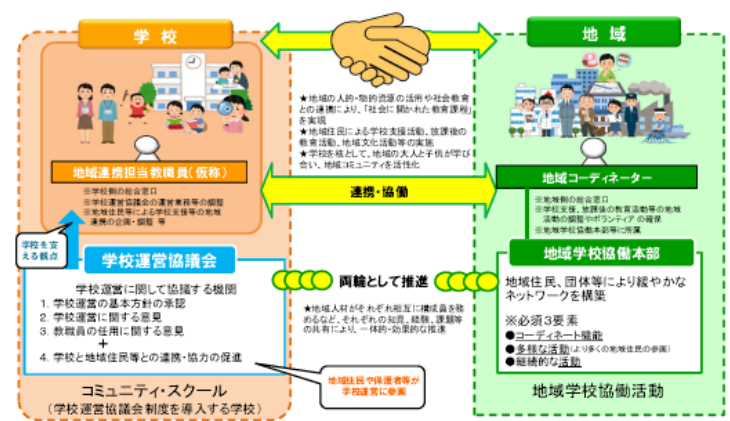 学校
地域
★地域の人的・物的資源の活用や社会教育
との連携により、「社会に開かれた教育課程」
を実現
★地域住民による学校支援活動、放課後の
教育活動、地域文化活動等の実施
★学校を核として、地域の大人と子供が学び
合い、地域コミュニティを活性化
地域連携担当教職員(仮称)
※学校側の総合窓口
※学校運営協議会の運営業務等の調整
※地域住民等による学校支援等の地域
連携の企画・調整 等
連携・協働
地域コーディネーター
※地域側の総合窓口
※学校支援、放課後の教育活動等の地域
活動の調整やボランティアの確保
※地域学校協働本部等に所属
学校を支
える観点
学校運営協議会
学校運営に関して協議する機関
1. 学校運営の基本方針の承認
2. 学校運営に関する意見
3. 教職員の任用に関する意見
+
4. 学校と地域住民等との連携・協力の促進
両輪として推進
★地域人材がそれぞれ相互に構成員を務
めるなど、それぞれの知見、経験、課題等
の共有により、一体的・効果的な推進
地域学校協働本部
地域住民、団体等により緩やかな
ネットワークを構築
※必須3要素
●コーディネート機能
●多様な活動(より多くの地域住民の参画)
●継続的な活動
地域住民や保護者等が
学校運営に参画
コミュニティ・スクール
(学校運営協議会制度を導入する学校)
地域学校協働活動